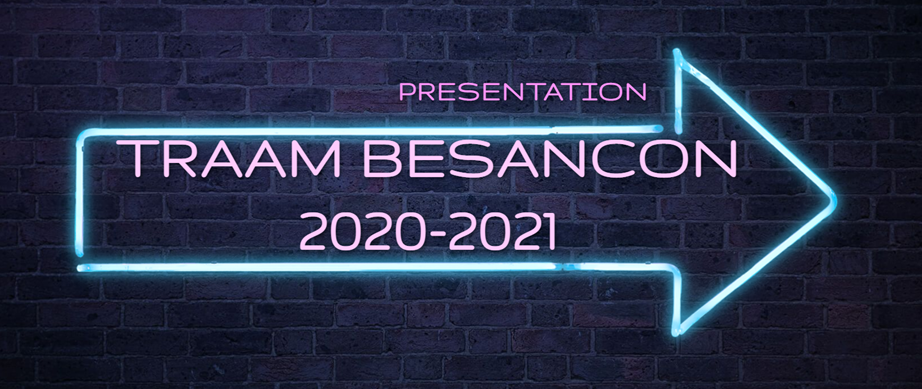 PRESENTATION
TRAAM BESANCON
2020-2021